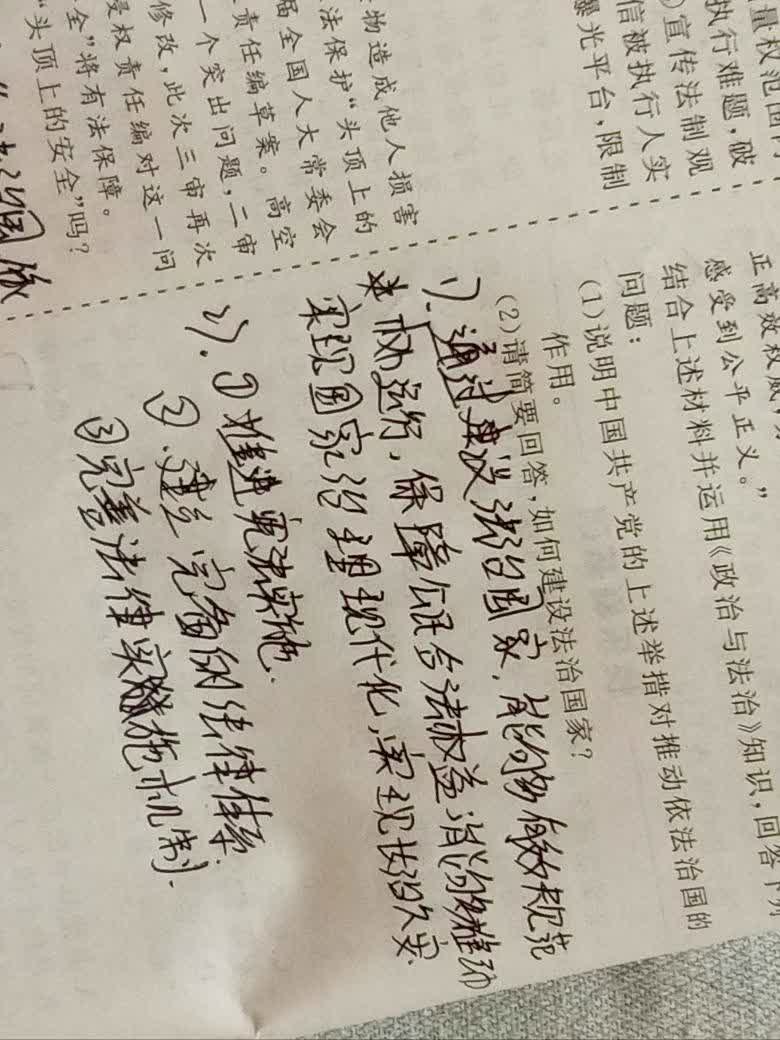 量权范围
执行难题,破
)宣传法制观
信被执行人实
曝光平台,限制
正高效权威
感受到公平正义。”
结合上述材料并运用《政治与法治》知识,回答下列
问题:
(1)说明中国共产党的上述举措对推动依法治国的
作用。
(2)请简要回答,如何建设法治国家?
1).通过建设法治国家,能够有效规范
权力运行,保障公民合法权益,能够推动
实现国家治理现代化,实现长治久安
2).①推进宪法实施.
②.建立完备的法律体系
③完善法律实施机制.
物造成他人损害
法保护“头顶上的
届全国人大常委会
责任编草案。高空
一个突出问题,二审
修改,此次三审再次
侵权责任编对这一问
全”将有法保障。
“头顶上的安全”吗?
法治国家